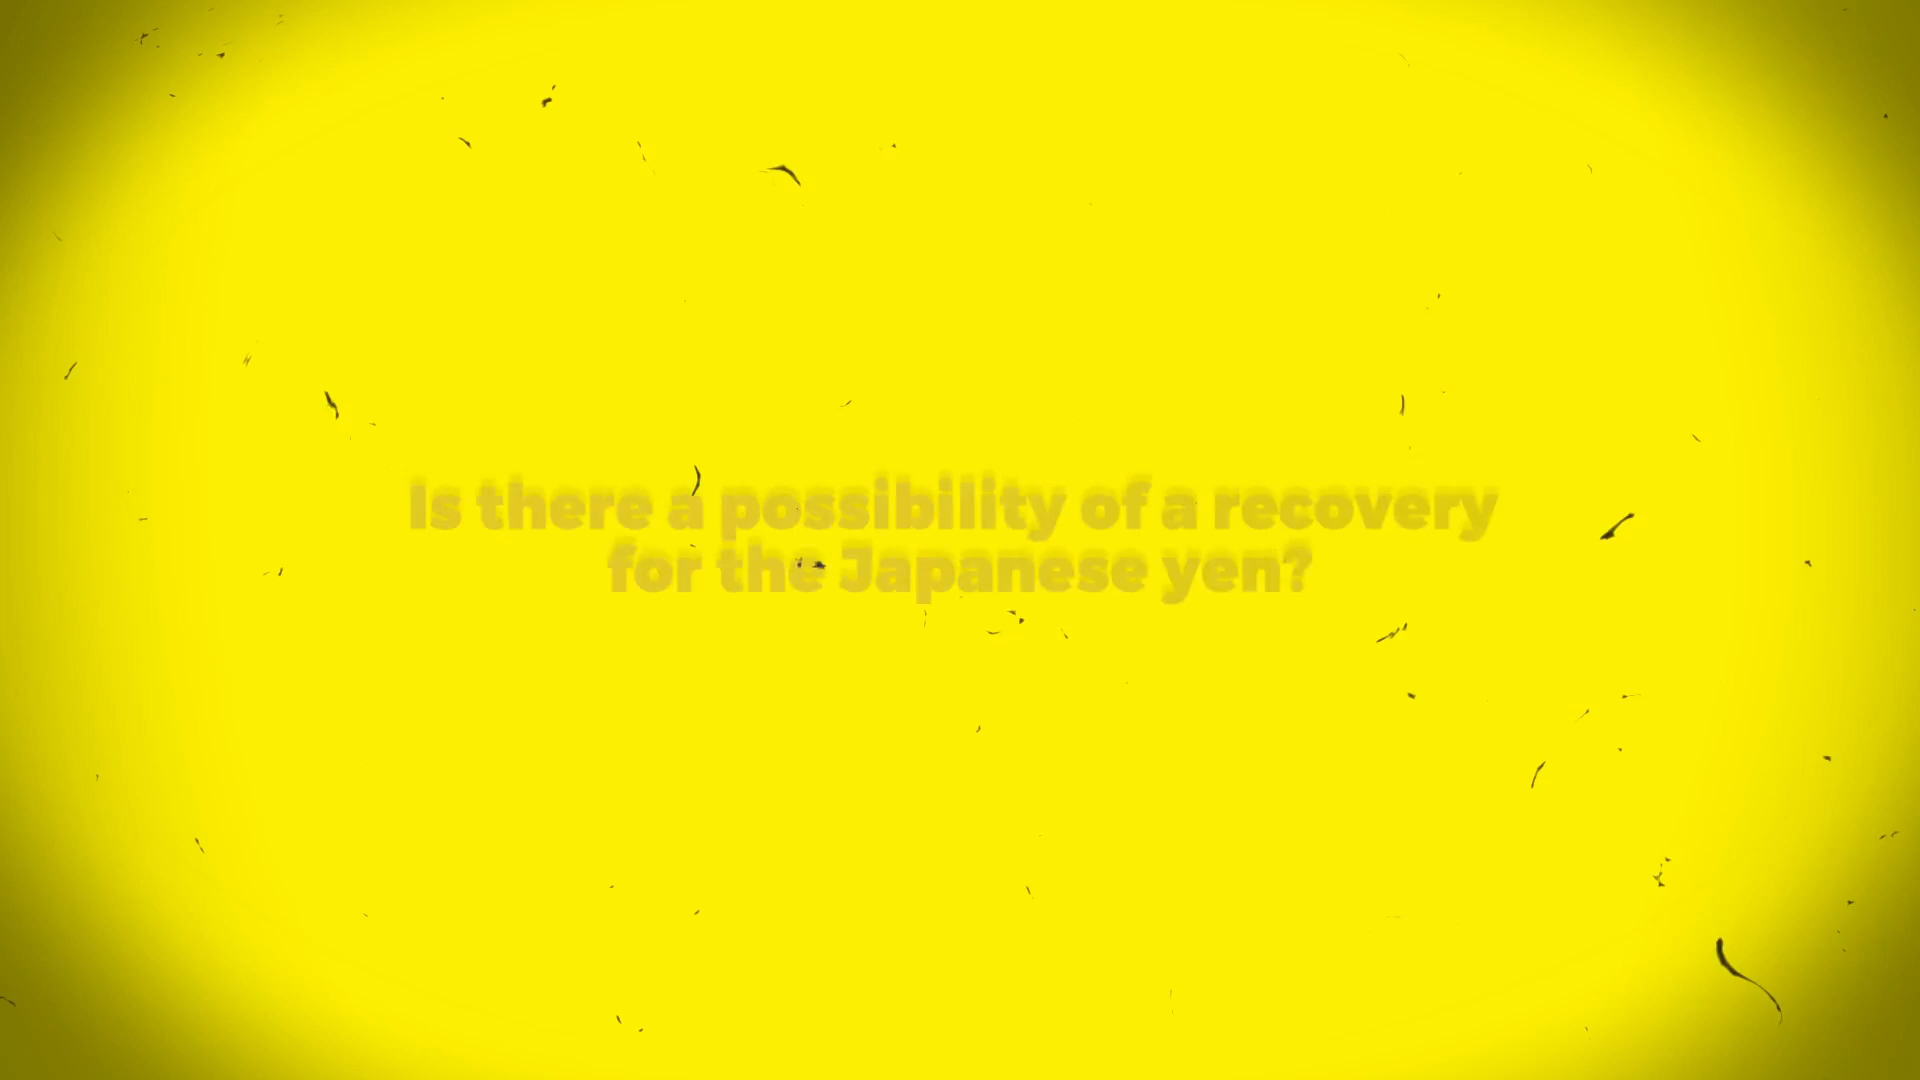 Is there a possibility of a recovery
for the Japanese yen?